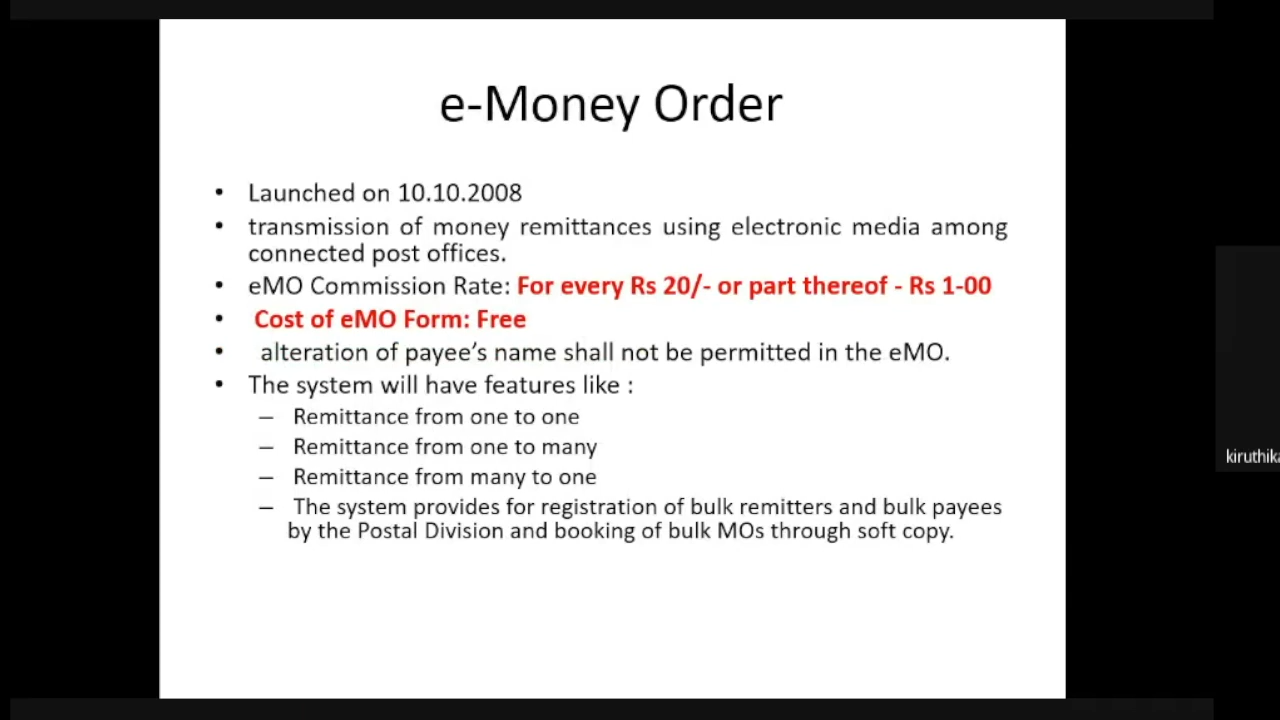 e-Money Order
• Launched on 10.10.2008
• transmission of money remittances using electronic media among
connected post offices.
• eMO Commission Rate: For every Rs 20/- or part thereof - Rs 1-00
• Cost of eMO Form: Free
• alteration of payee’s name shall not be permitted in the eMO.
• The system will have features like :
– Remittance from one to one
– Remittance from one to many
– Remittance from many to one
– The system provides for registration of bulk remitters and bulk payees
by the Postal Division and booking of bulk MOs through soft copy.
kiruthika